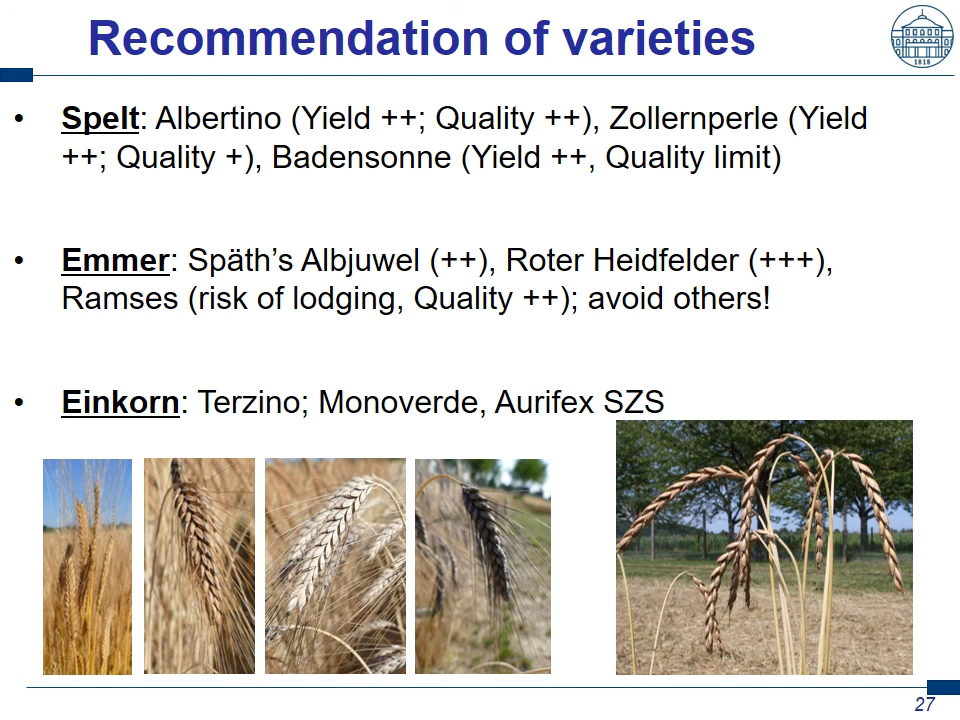 Recommendation of varieties
1818
• Spelt: Albertino (Yield ++; Quality ++), Zollernperle (Yield
++; Quality +), Badensonne (Yield ++, Quality limit)
• Emmer: Späth’s Albjuwel (++), Roter Heidfelder (+++),
Ramses (risk of lodging, Quality ++); avoid others!
• Einkorn: Terzino; Monoverde, Aurifex SZS
27